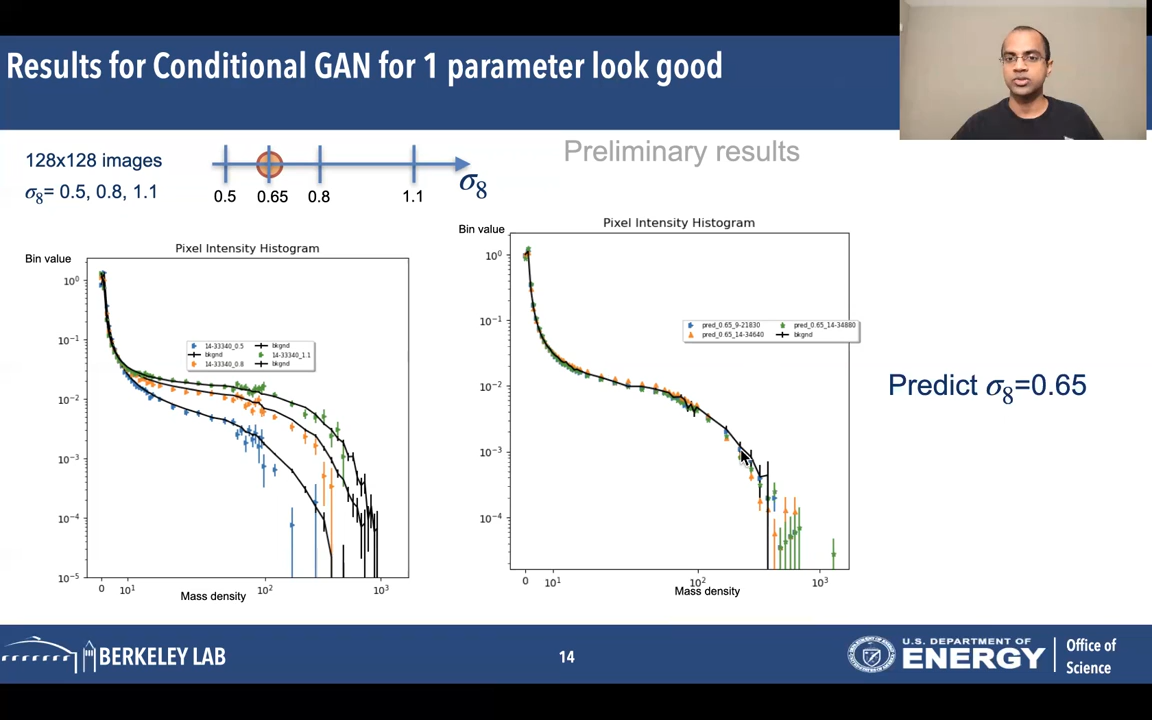 Results for Conditional GAN for 1 parameter look good
Preliminary results
128x128 images
σ8= 0.5, 0.8, 1.1
0.5 0.65 0.8 1.1
σ8
Pixel Intensity Histogram
Bin value
10⁰
10⁻¹
10⁻²
10⁻³
10⁻⁴
10⁻⁵
14-33340_0.5
bkgnd
14-33340_0.8
bkgnd
14-33340_1.1
bkgnd
0 10¹ 10² 10³
Mass density
Pixel Intensity Histogram
Bin value
10⁰
10⁻¹
10⁻²
10⁻³
10⁻⁴
pred_0.65_9-21830
pred_0.65_14-34640
pred_0.65_14-34880
bkgnd
0 10¹ 10² 10³
Mass density
Predict σ8=0.65
BERKELEY LAB
14
U.S. DEPARTMENT OF
ENERGY
Office of
Science